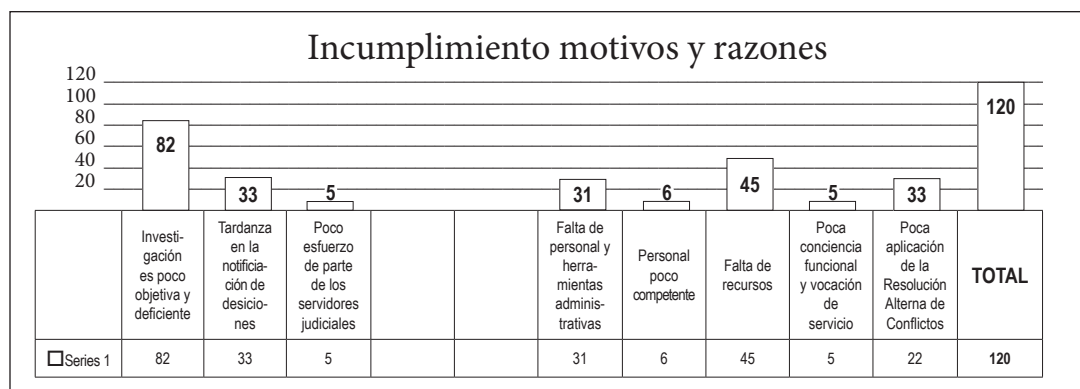 Incumplimiento motivos y razones
120
100
80
60
40
20
82
33
5
31
6
45
5
33
120
Investi-
gación
es poco
objetiva y
deficiente
Tardanza
en la
notificia-
ción de
desicio-
nes
Poco
esfuerzo
de parte
de los
servidores
judiciales
Falta de
personal y
herra-
mientas
adminis-
trativas
Personal
poco
competente
Falta de
recursos
Poca
conciencia
funcional
y vocación
de
servicio
Poca
aplicación
de la
Resolución
Alterna de
Conflictos
TOTAL
Series 1 82 33 5 31 6 45 5 22 120